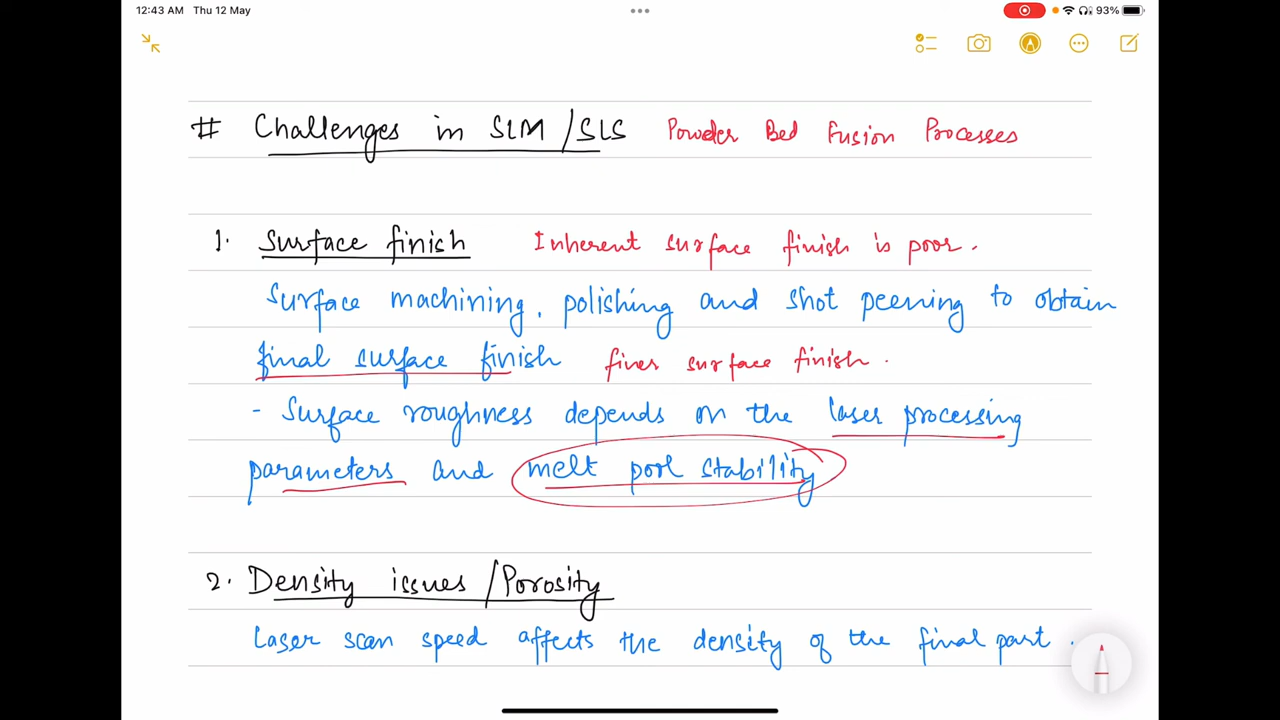 12:43 AM Thu 12 May 93%
# Challenges in SLM/SLS Powder Bed Fusion Processes
1. Surface finish Inherent surface finish is poor.
Surface machining, polishing and shot peening to obtain
final surface finish finer surface finish.
- Surface roughness depends on the laser processing
parameters and melt pool stability
2. Density issues/Porosity
Laser scan speed affects the density of the final part.